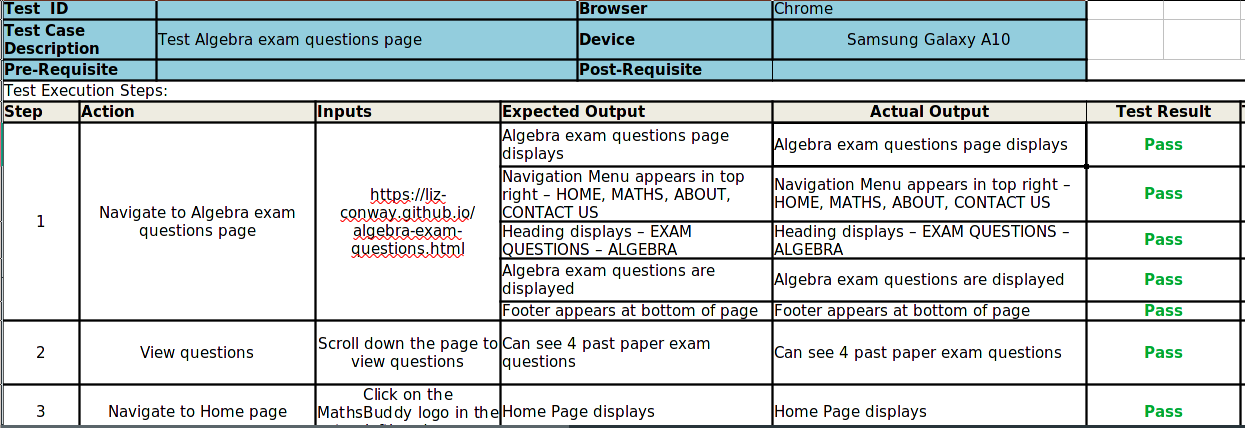 Test ID Browser Chrome
Test Case
Description Test Algebra exam questions page Device Samsung Galaxy A10
Pre-Requisite Post-Requisite
Test Execution Steps:
Step Action Inputs Expected Output Actual Output Test Result
1
Navigate to Algebra exam
questions page
https://liz-
conway.github.io/
algebra-exam-
questions.html
Algebra exam questions page
displays
Algebra exam questions page displays
Pass
Navigation Menu appears in top
right – HOME, MATHS, ABOUT,
CONTACT US
Navigation Menu appears in top right –
HOME, MATHS, ABOUT, CONTACT US
Pass
Heading displays – EXAM
QUESTIONS – ALGEBRA
Heading displays – EXAM QUESTIONS –
ALGEBRA
Pass
Algebra exam questions are
displayed
Algebra exam questions are displayed
Pass
Footer appears at bottom of page
Footer appears at bottom of page
Pass
2
View questions
Scroll down the page to
view questions
Can see 4 past paper exam
questions
Can see 4 past paper exam questions
Pass
3
Navigate to Home page
Click on the
MathsBuddy logo in the
Home Page displays
Home Page displays
Pass